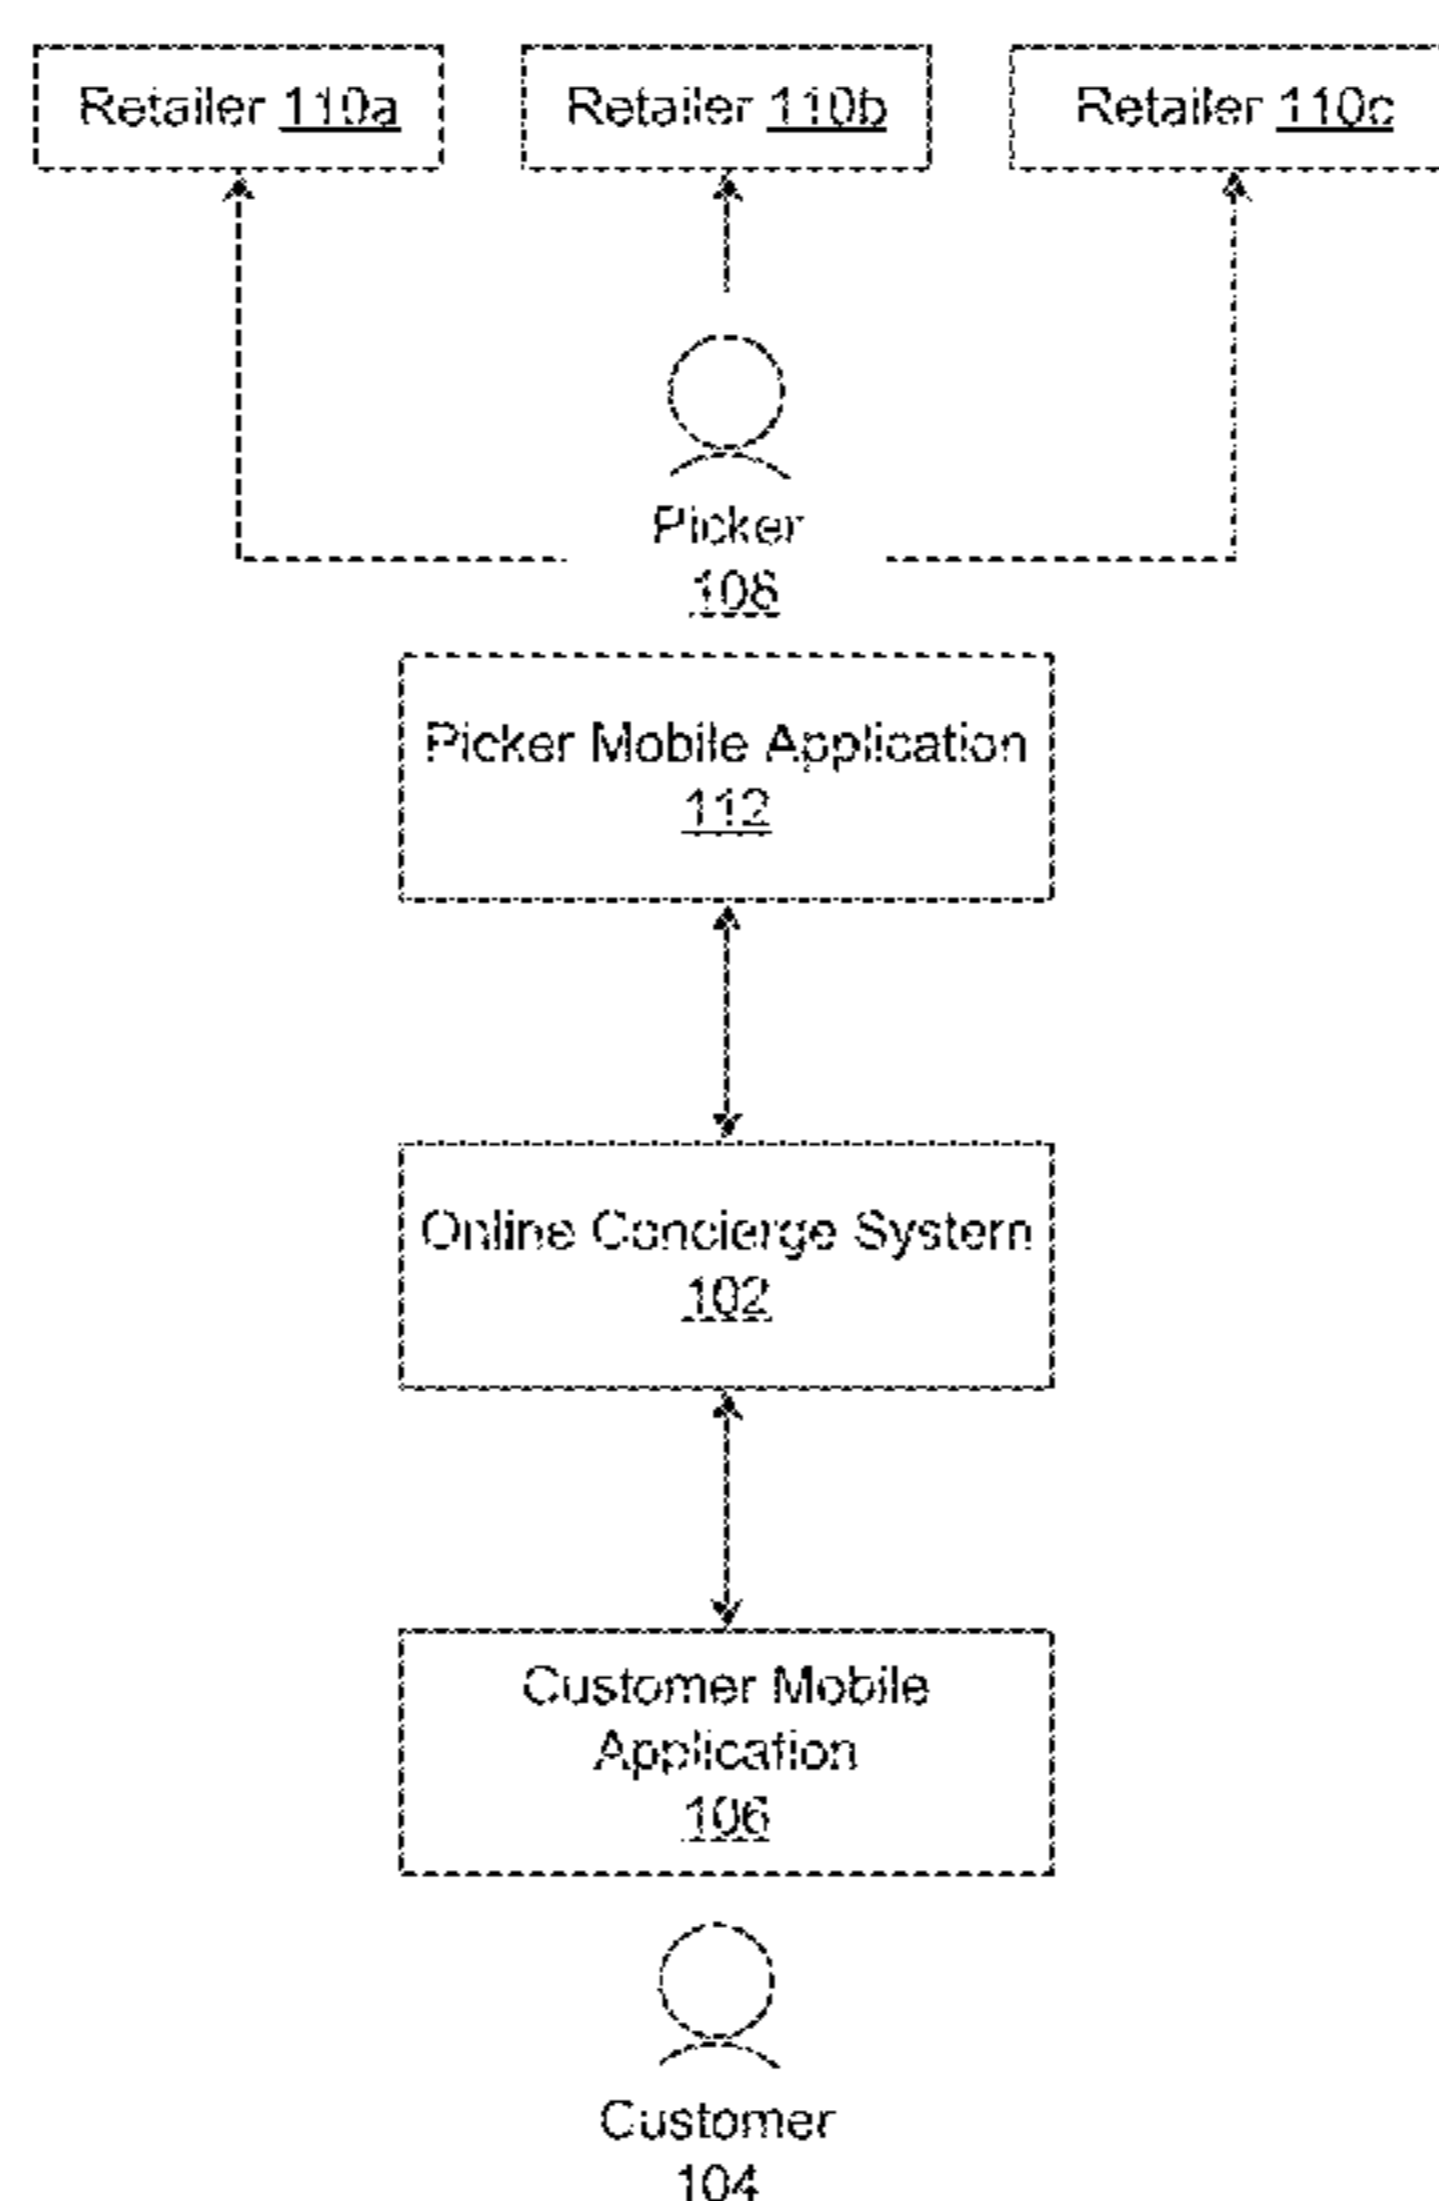 Retailer 110a
Retailer 110b
Retailer 110c
Picker
108
Picker Mobile Application
112
Online Concierge System
102
Customer Mobile
Application
106
Customer
104